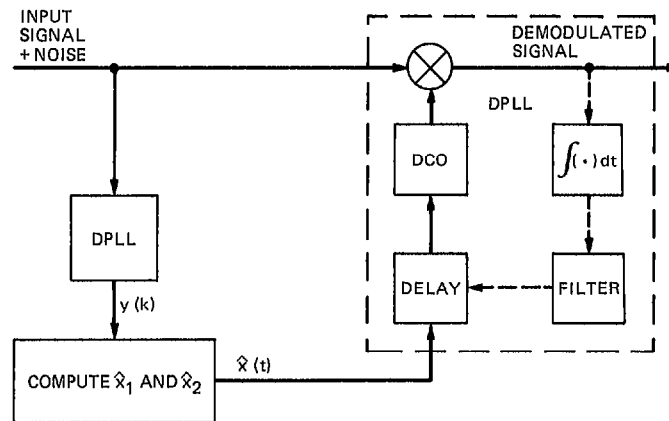 INPUT
SIGNAL
+ NOISE
DEMODULATED
SIGNAL
DPLL
DCO
∫(·) dt
DPLL
DELAY
FILTER
y (k)
x̂ (t)
COMPUTE x̂₁ AND x̂₂